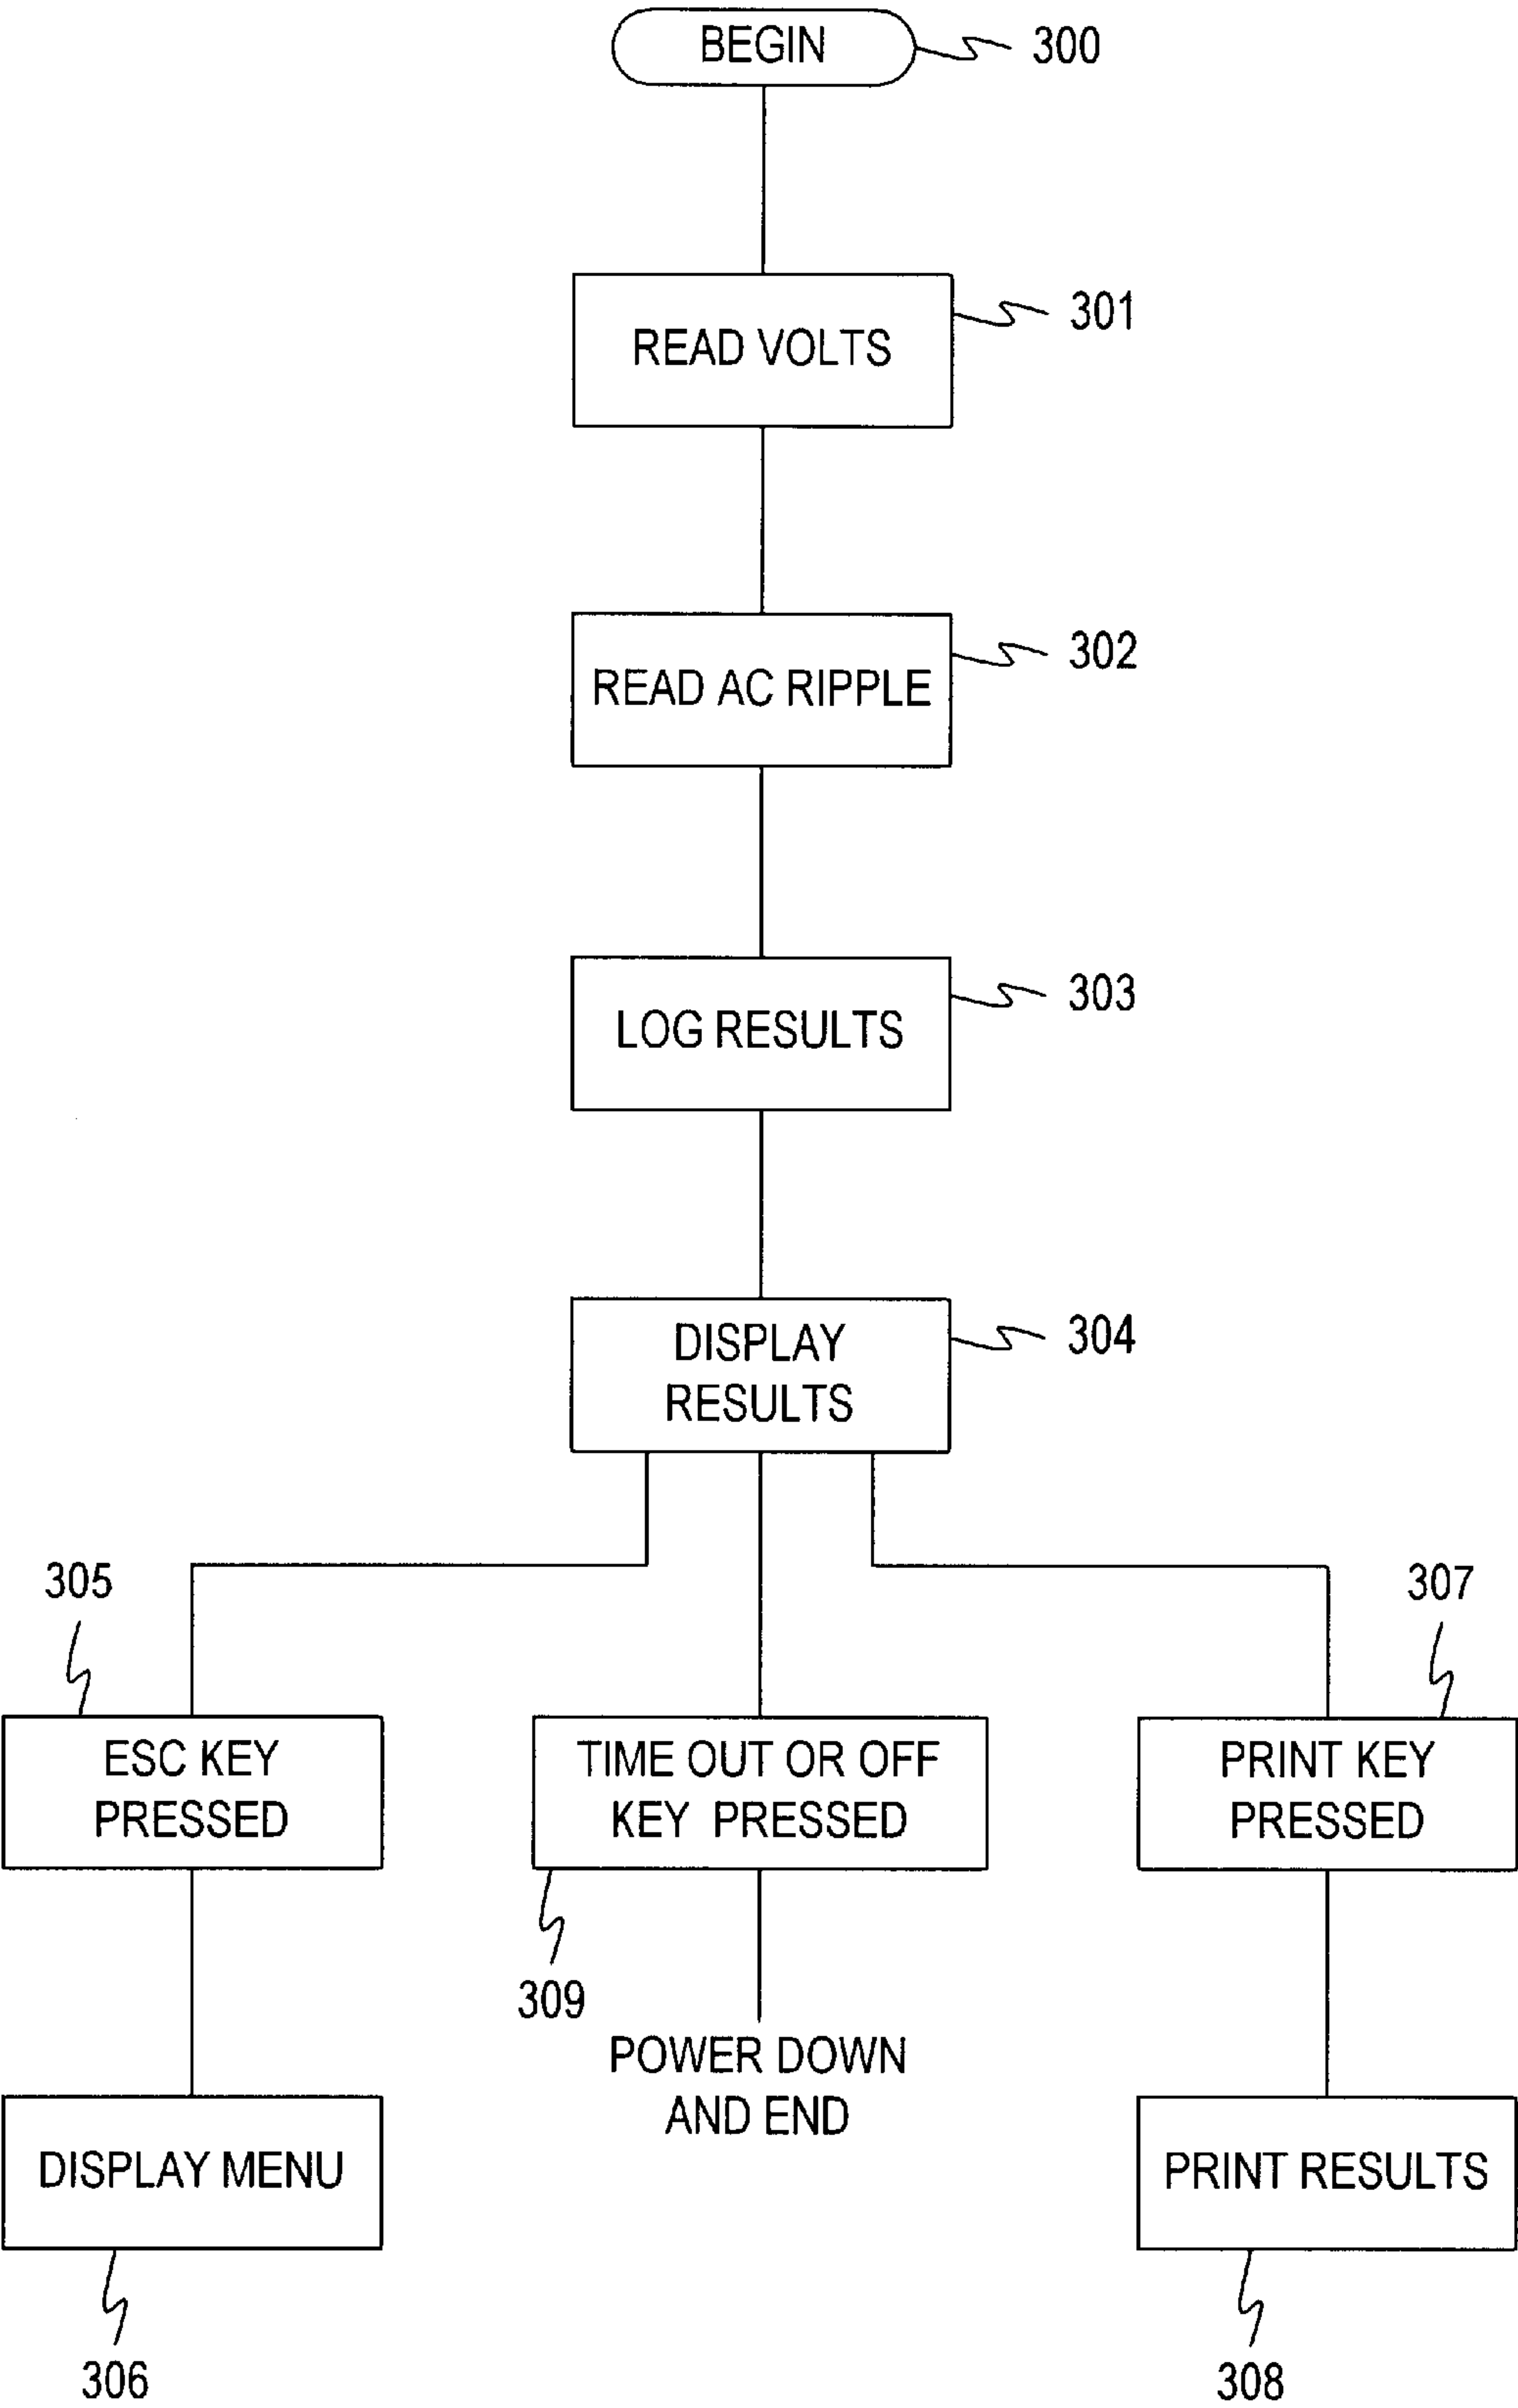 BEGIN
300
READ VOLTS
301
READ AC RIPPLE
302
LOG RESULTS
303
DISPLAY
RESULTS
304
305
ESC KEY
PRESSED
TIME OUT OR OFF
KEY PRESSED
309
307
PRINT KEY
PRESSED
POWER DOWN
AND END
DISPLAY MENU
306
PRINT RESULTS
308